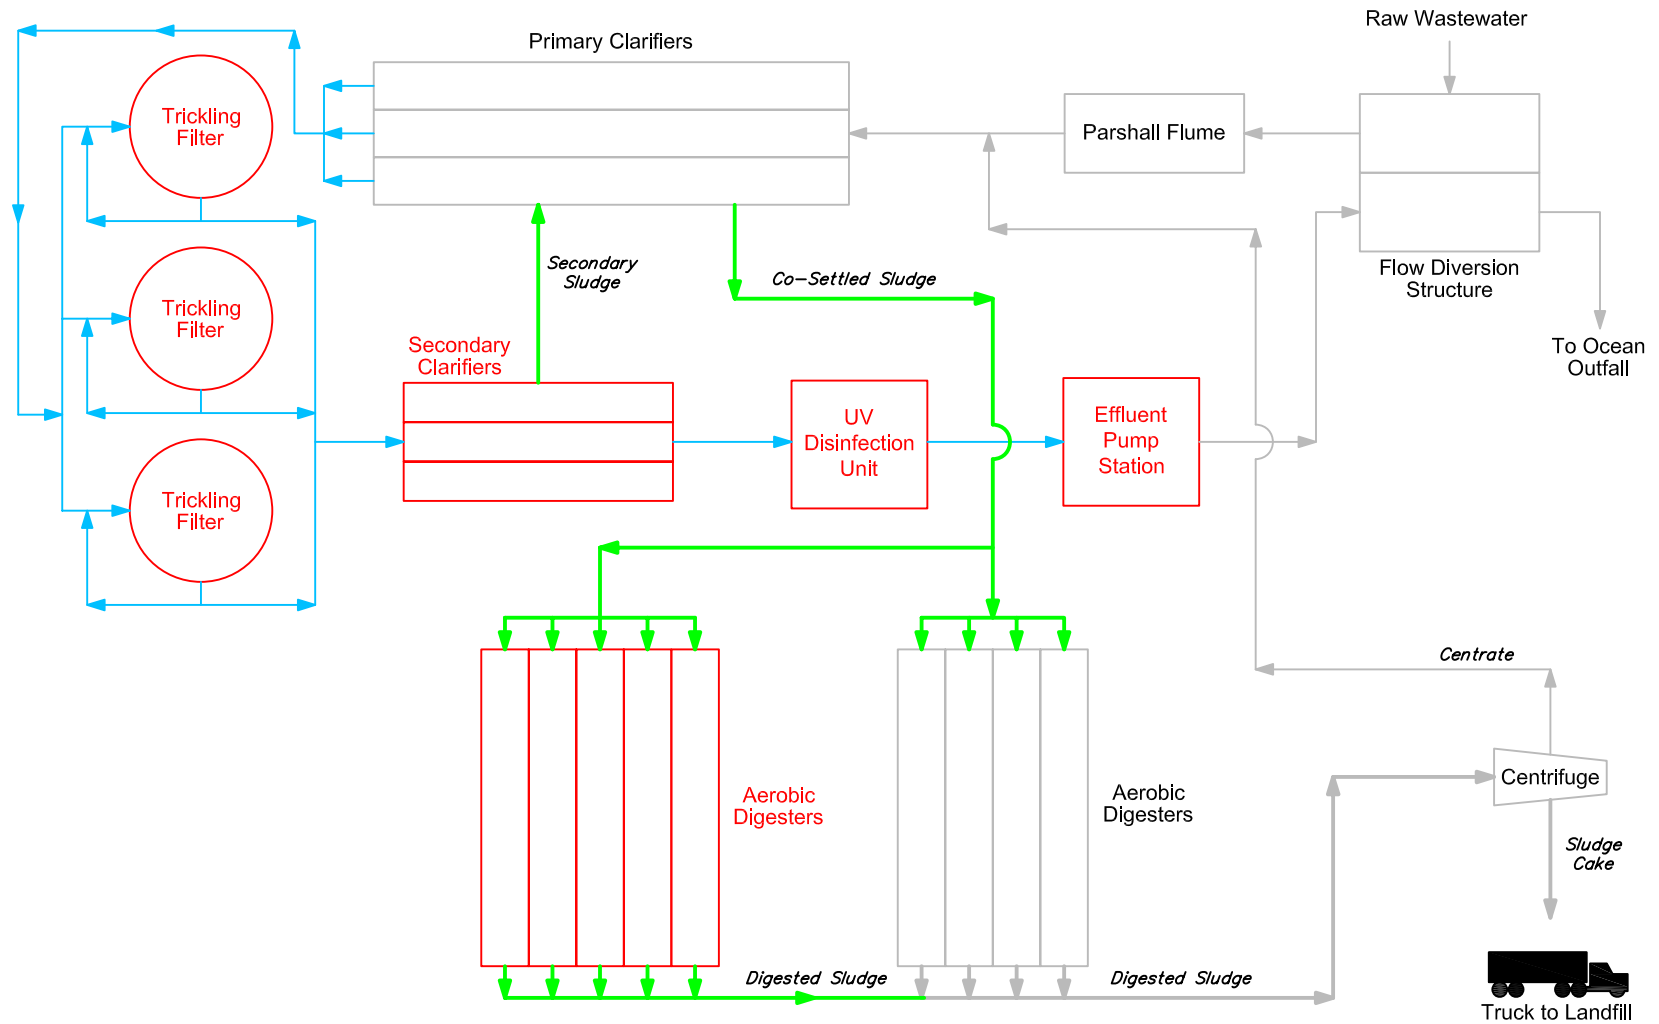 Raw Wastewater
Primary Clarifiers
Trickling
Filter
Parshall Flume
Secondary
Sludge
Co-Settled Sludge
Flow Diversion
Structure
Trickling
Filter
To Ocean
Outfall
Secondary
Clarifiers
UV
Disinfection
Unit
Effluent
Pump
Station
Trickling
Filter
Centrate
Centrifuge
Aerobic
Digesters
Aerobic
Digesters
Sludge
Cake
Digested Sludge
Digested Sludge
Truck to Landfill